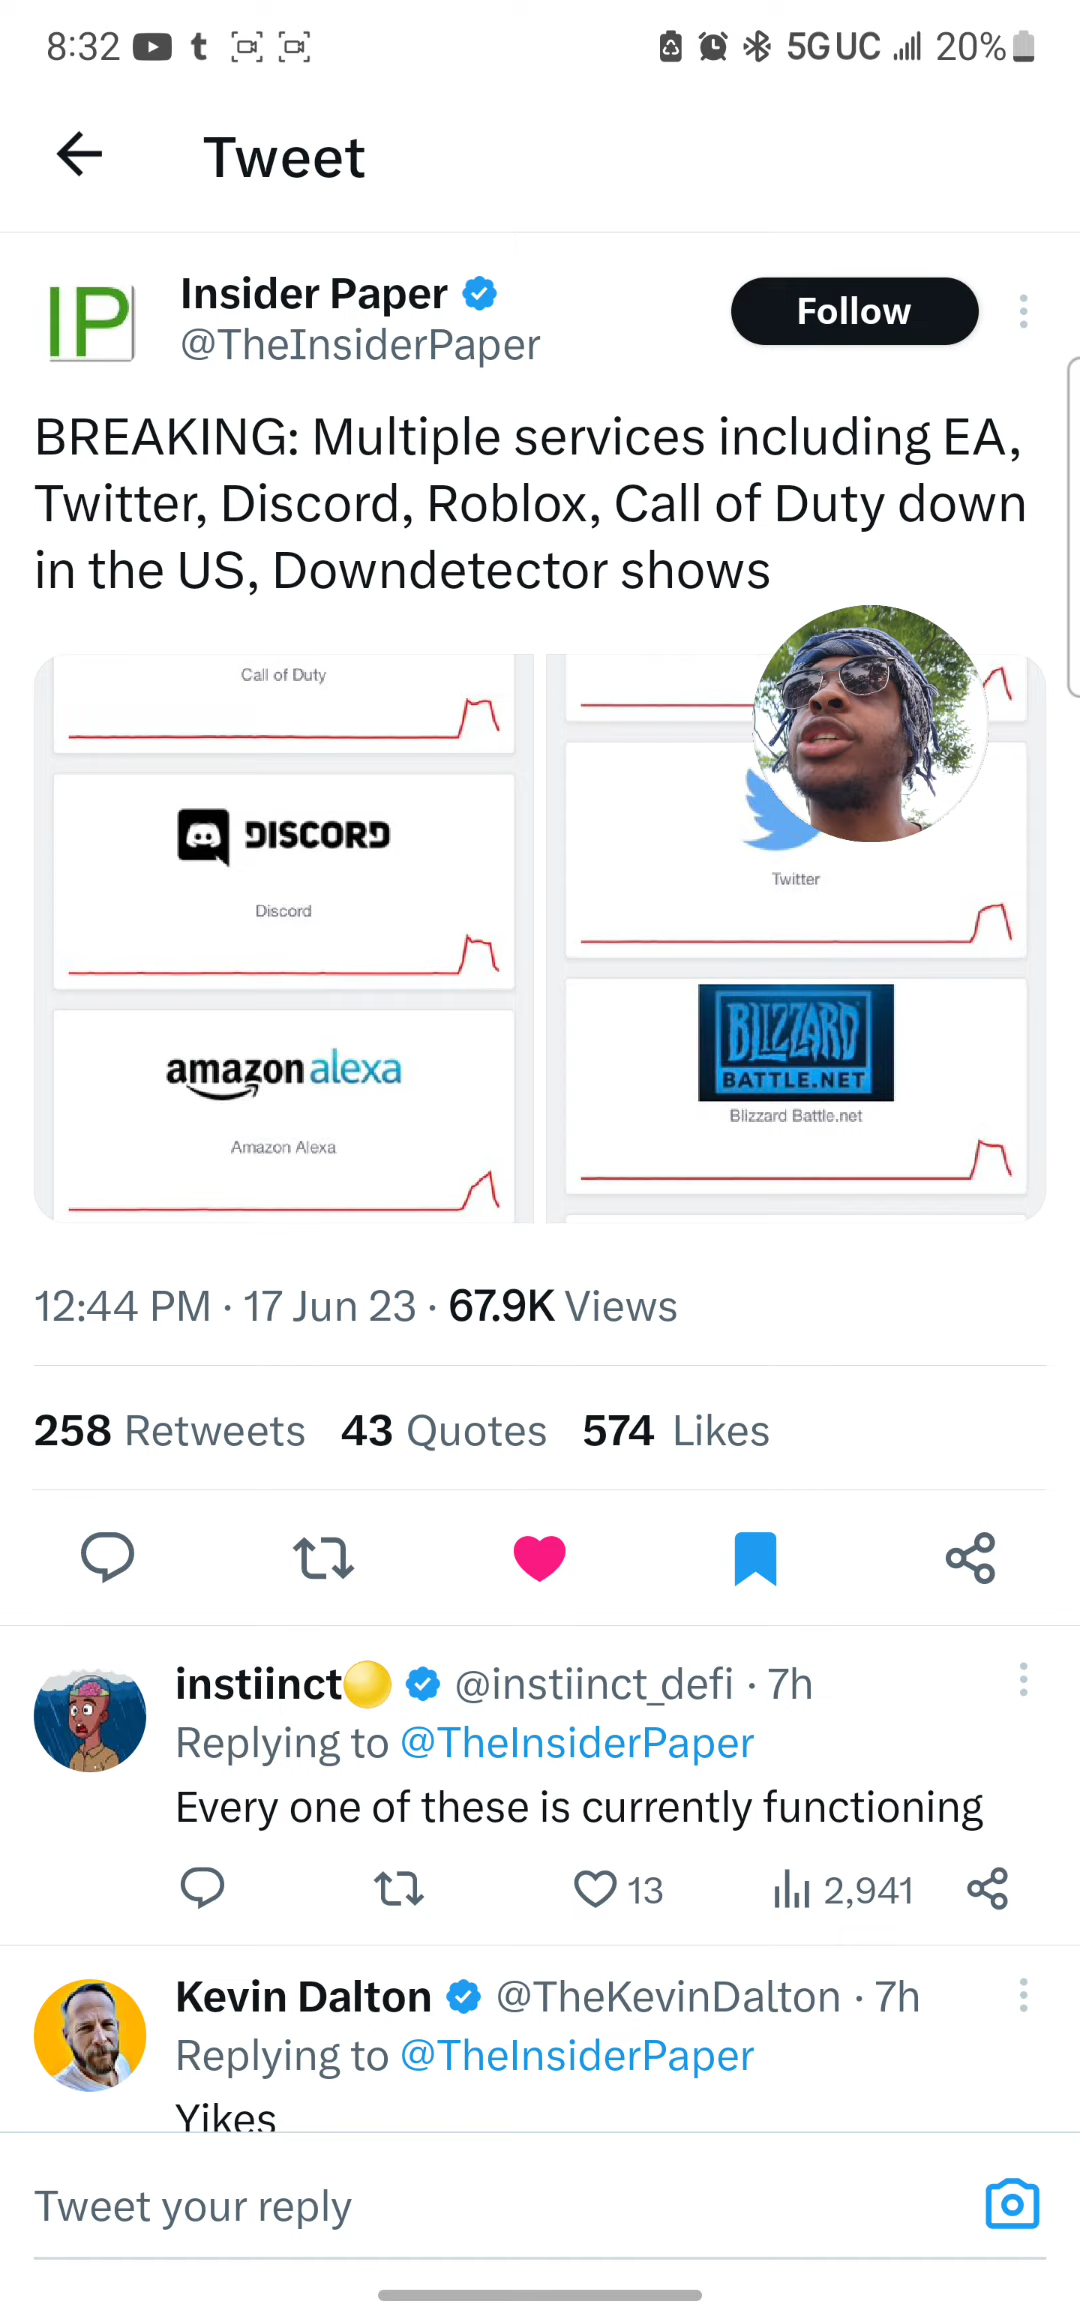 8:32 t 5G UC 20%
Tweet
IP Insider Paper Follow
@TheInsiderPaper
BREAKING: Multiple services including EA,
Twitter, Discord, Roblox, Call of Duty down
in the US, Downdetector shows
Call of Duty
DISCORD
Discord
amazon alexa
Amazon Alexa
Twitter
BLIZZARD
BATTLE.NET
Blizzard Battle.net
12:44 PM · 17 Jun 23 · 67.9K Views
258 Retweets 43 Quotes 574 Likes
instiinct @instiinct_defi · 7h
Replying to @TheInsiderPaper
Every one of these is currently functioning
13 2,941
Kevin Dalton @TheKevinDalton · 7h
Replying to @TheInsiderPaper
Yikes
Tweet your reply